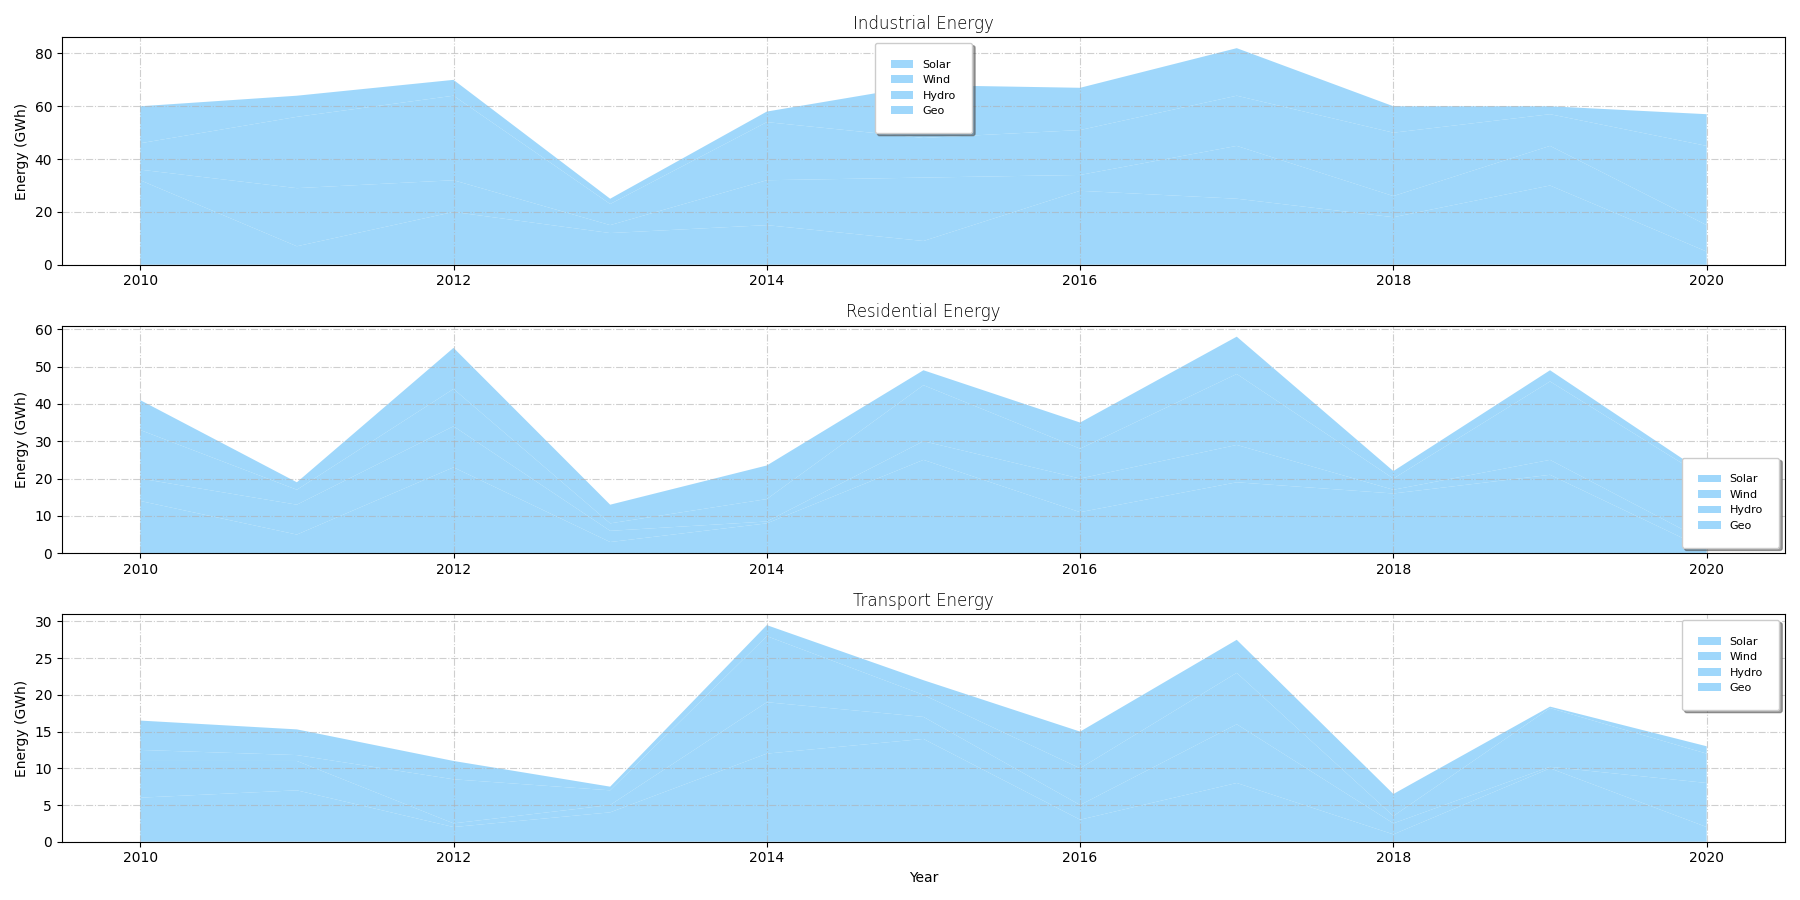 Industrial Energy
Energy (GWh)
80
60
40
20
0
Solar
Wind
Hydro
Geo
2010 2012 2014 2016 2018 2020
Residential Energy
Energy (GWh)
60
50
40
30
20
10
0
Solar
Wind
Hydro
Geo
2010 2012 2014 2016 2018 2020
Transport Energy
Energy (GWh)
30
25
20
15
10
5
0
Solar
Wind
Hydro
Geo
2010 2012 2014 2016 2018 2020
Year